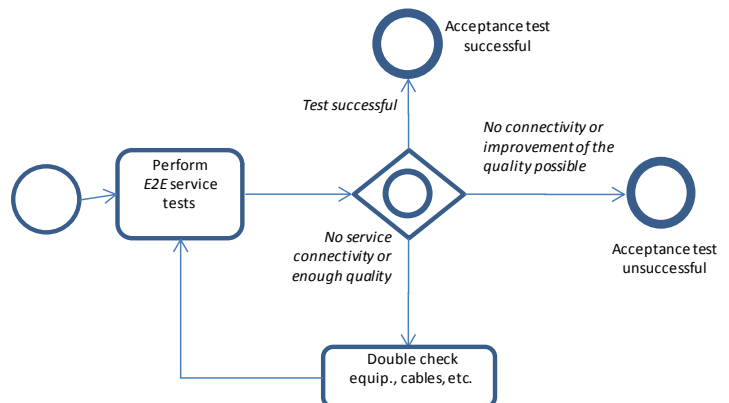 Acceptance test
successful
Test successful
No connectivity or
improvement of the
quality possible
Perform
E2E service
tests
Acceptance test
unsuccessful
No service
connectivity or
enough quality
Double check
equip., cables, etc.